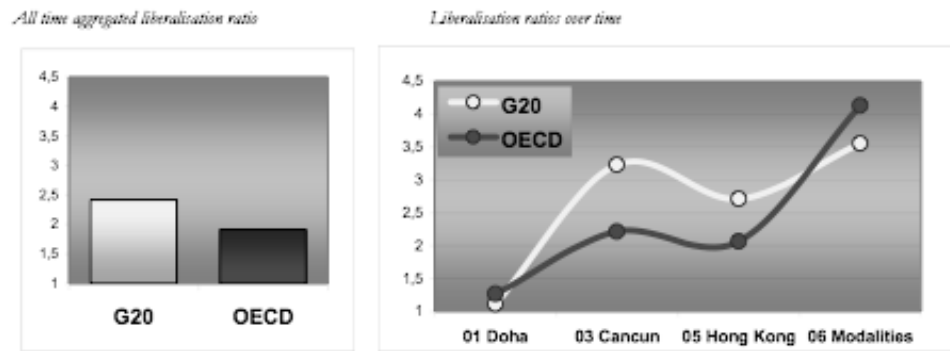 All time aggregated liberalisation ratio
Liberalisation ratios over time
4,5
4
3,5
3
2,5
2
1,5
1
G20
OECD
4,5
4
3,5
3
2,5
2
1,5
1
G20
OECD
01 Doha
03 Cancun
05 Hong Kong
06 Modalities